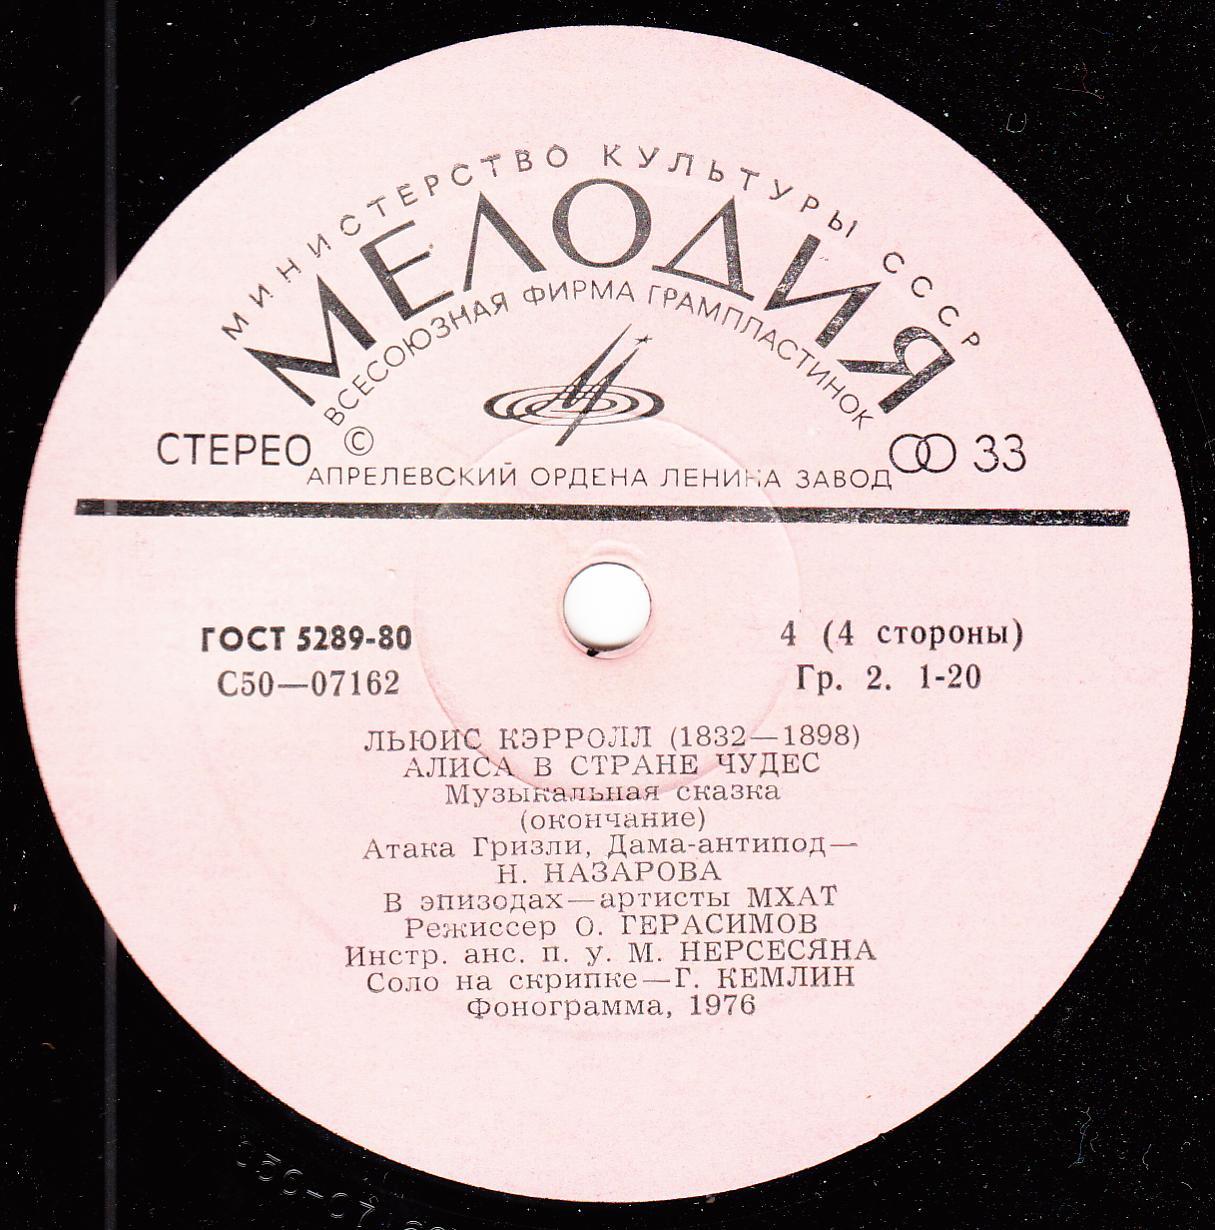 МИНИСТЕРСТВО КУЛЬТУРЫ СССР
МЕЛОДИЯ
ВСЕСОЮЗНАЯ ФИРМА ГРАМПЛАСТИНОК
СТЕРЕО
©
33
АПРЕЛЕВСКИЙ ОРДЕНА ЛЕНИНА ЗАВОД
ГОСТ 5289-80
С50—07162
4 (4 стороны)
Гр. 2. 1-20
ЛЬЮИС КЭРРОЛЛ (1832—1898)
АЛИСА В СТРАНЕ ЧУДЕС
Музыкальная сказка
(окончание)
Атака Гризли, Дама-антипод—
Н. НАЗАРОВА
В эпизодах—артисты МХАТ
Режиссер О. ГЕРАСИМОВ
Инстр. анс. п. у. М. НЕРСЕСЯНА
Соло на скрипке—Г. КЕМЛИН
Фонограмма, 1976